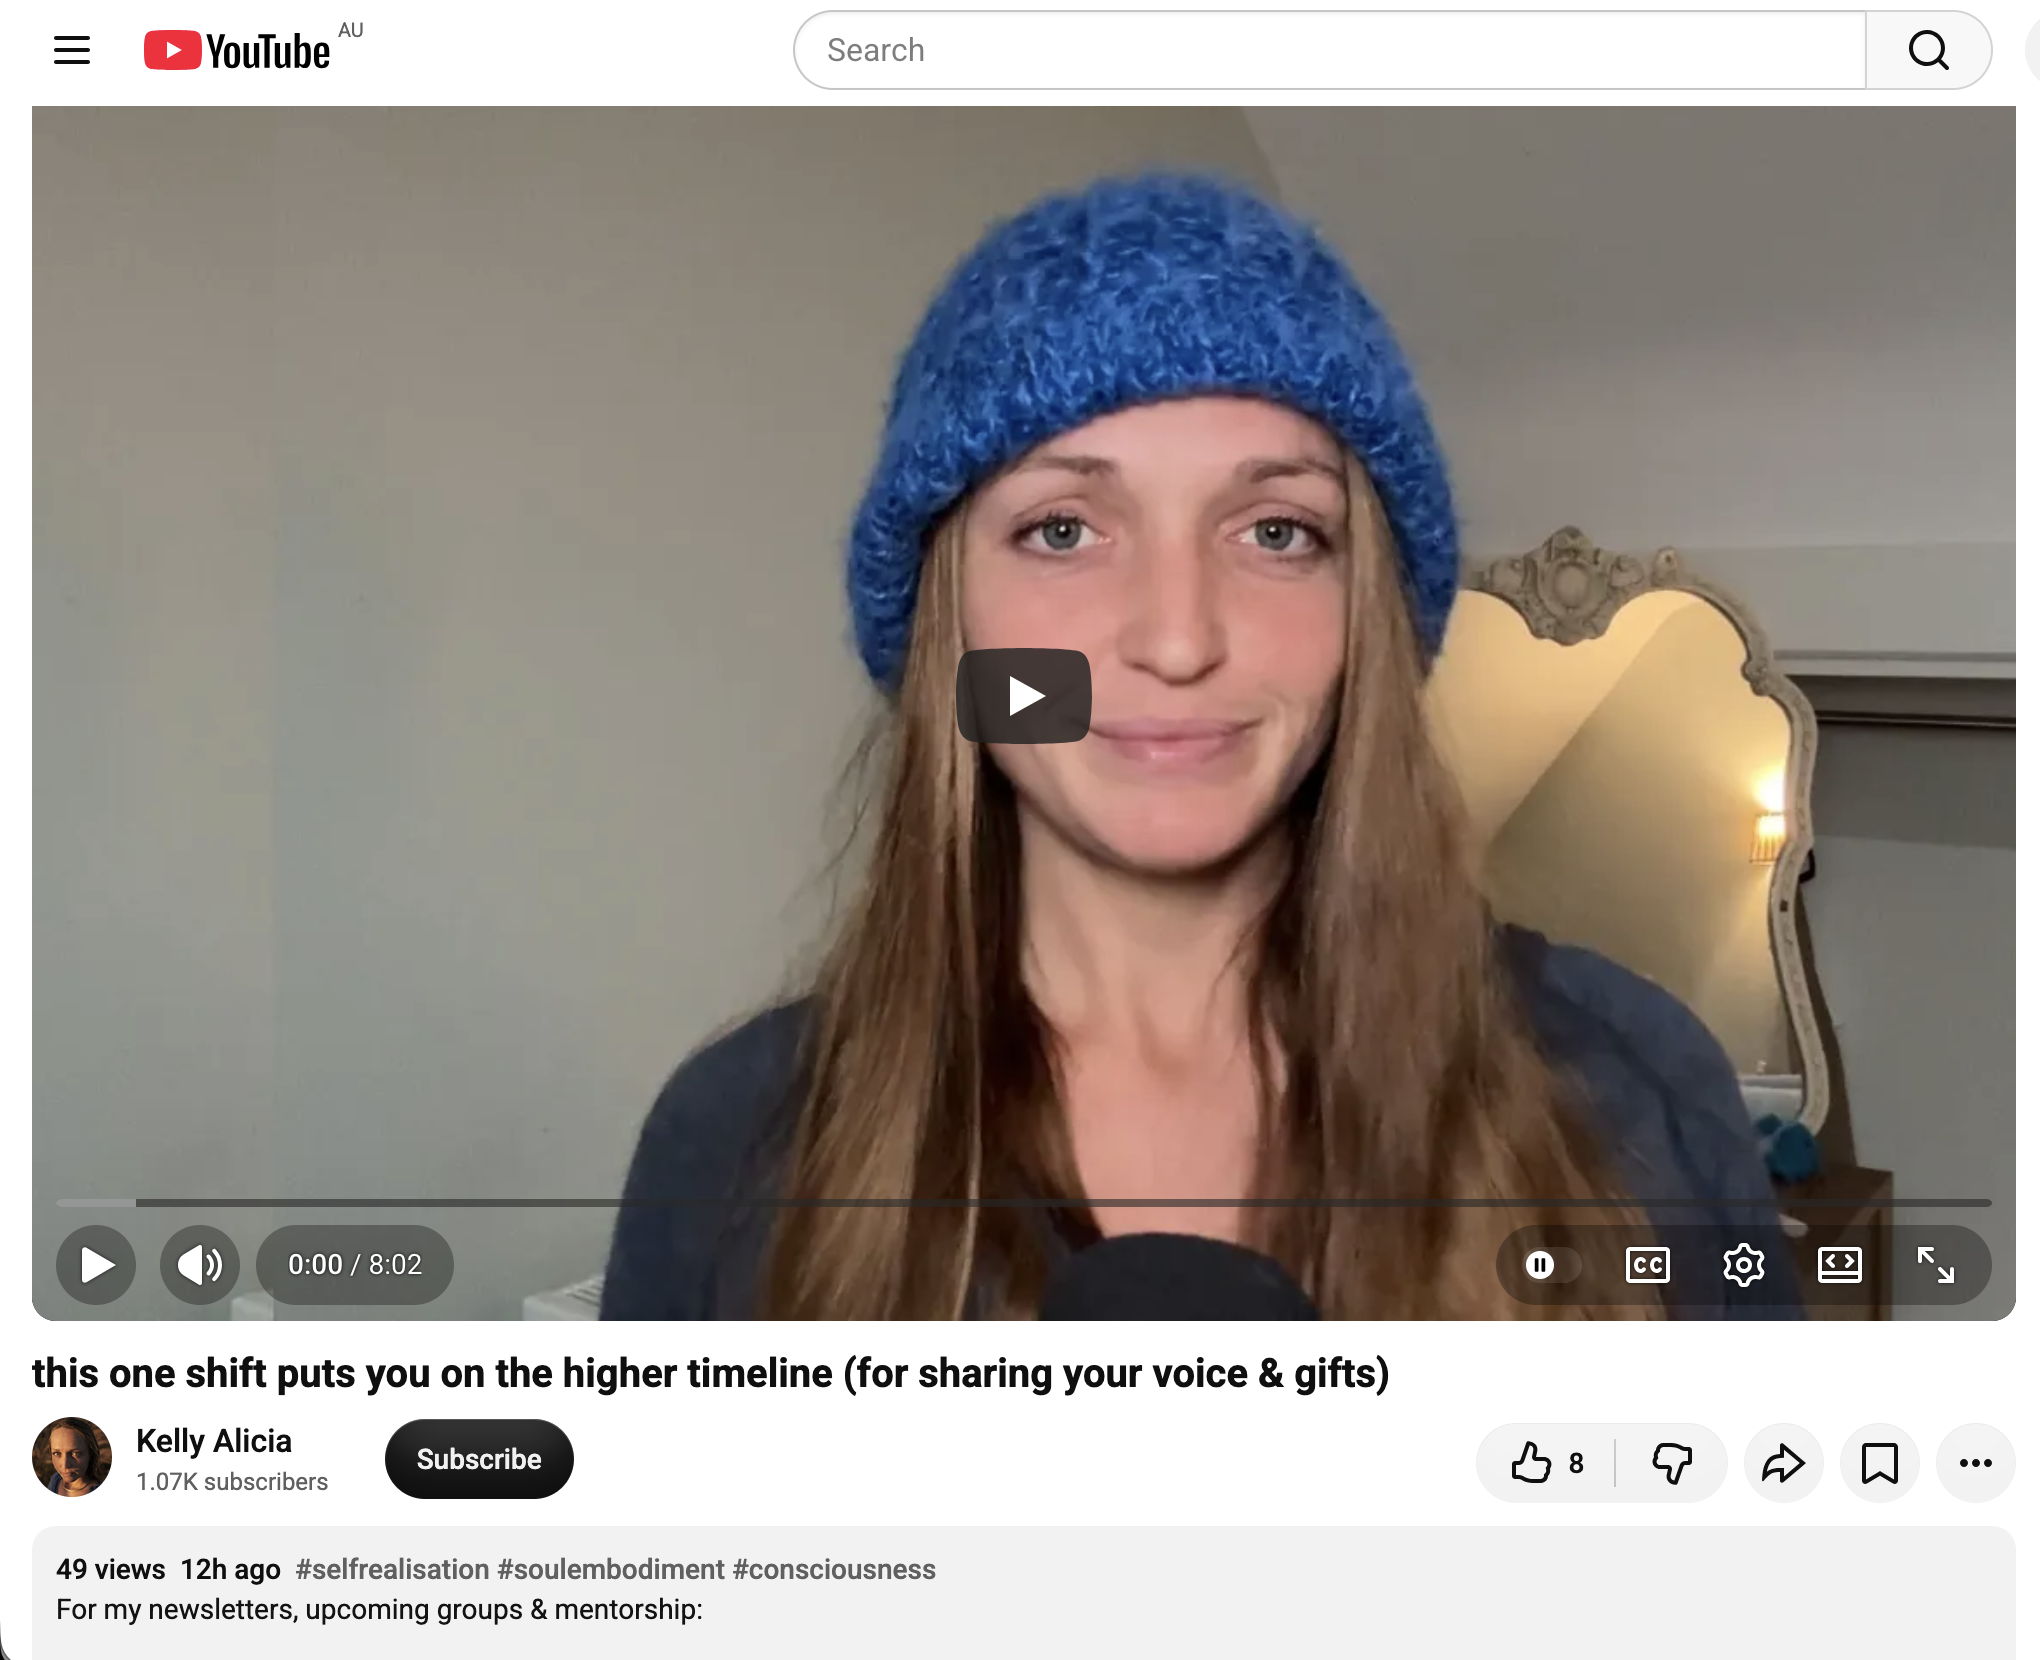 YouTube AU
Search
0:00 / 8:02
CC
this one shift puts you on the higher timeline (for sharing your voice & gifts)
Kelly Alicia
1.07K subscribers
Subscribe
8
49 views 12h ago #selfrealisation #soulembodiment #consciousness
For my newsletters, upcoming groups & mentorship: